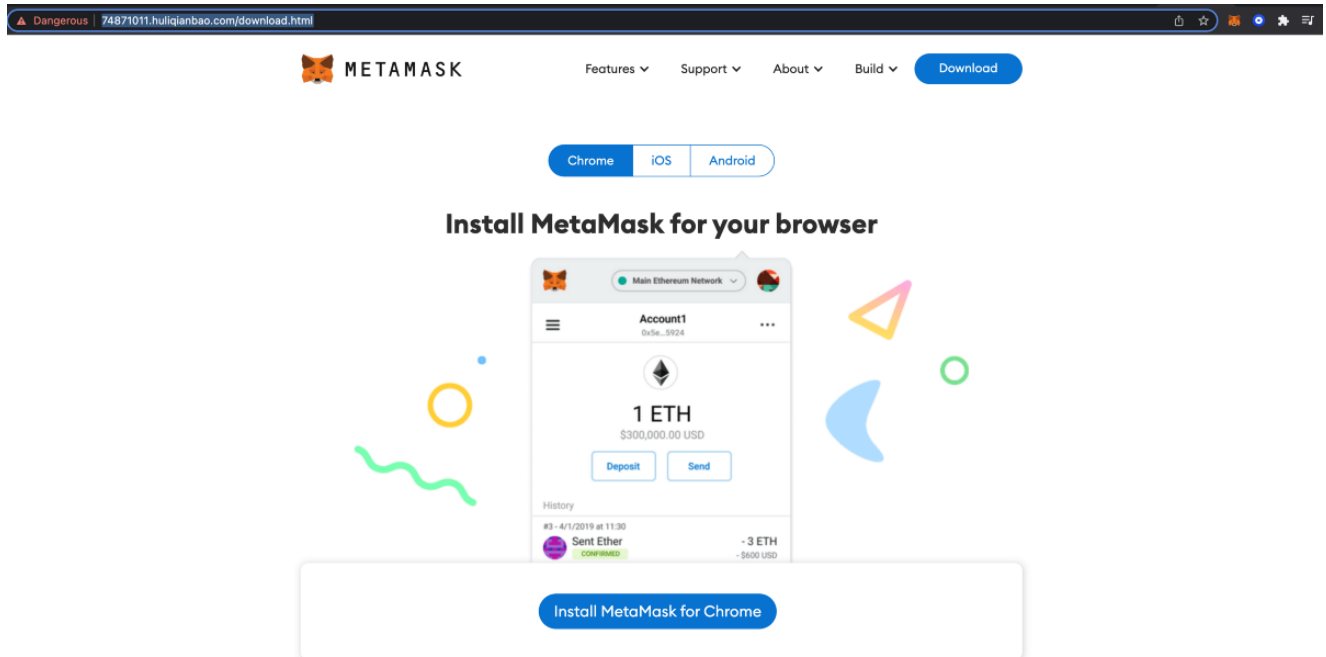 Dangerous | 74871011.huliqianbao.com/download.html
METAMASK Features Support About Build Download
Chrome iOS Android
Install MetaMask for your browser
Main Ethereum Network
Account1
0x5e...5924
1 ETH
$300,000.00 USD
Deposit Send
History
#3 - 4/1/2019 at 11:30
Sent Ether - 3 ETH
CONFIRMED - $600 USD
Install MetaMask for Chrome